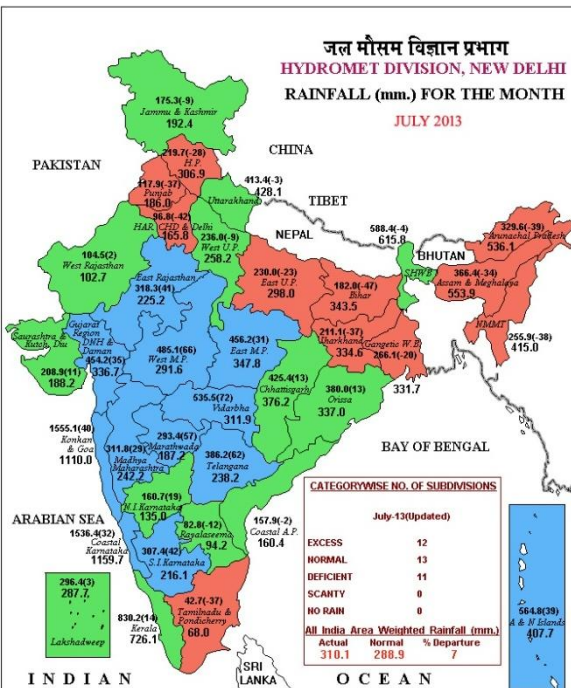 जल मौसम विज्ञान प्रभाग
HYDROMET DIVISION, NEW DELHI
RAINFALL (mm.) FOR THE MONTH
JULY 2013
175.3(-9)
Jammu & Kashmir
192.4
CHINA
PAKISTAN
219.7(-28)
H.P.
306.9
117.9(-37)
Punjab
186.0
413.4(-3)
Uttarakhand
428.1
TIBET
96.8(-42)
HAR. CHD & Delhi
165.8
NEPAL
588.4(-4)
615.8
SHWB
BHUTAN
329.6(-39)
Arunachal Pradesh
536.1
236.0(-9)
West U.P.
258.2
104.5(2)
West Rajasthan
102.7
East Rajasthan
318.3(41)
225.2
230.0(-23)
East U.P.
298.0
182.0(-47)
Bihar
343.5
366.4(-34)
Assam & Meghalaya
553.9
NMMT
255.9(-38)
415.0
Saurashtra &
Kutch, Diu
208.9(11)
188.2
Gujarat
Region
DNH &
Daman
454.2(35)
336.7
485.1(66)
West M.P.
291.6
456.2(31)
East M.P.
347.8
211.1(-37)
Jharkhand
334.6
Gangetic W.B.
266.1(-20)
331.7
425.4(13)
Chhattisgarh
376.2
380.0(13)
Orissa
337.0
535.5(72)
Vidarbha
311.9
1555.1(40)
Konkan
& Goa
1110.0
311.8(29)
Madhya
Maharashtra
242.2
293.4(57)
Marathwada
187.2
386.2(62)
Telangana
238.2
BAY OF BENGAL
ARABIAN SEA
160.7(19)
N.I.Karnataka
135.0
82.8(-12)
Rayalaseema
94.2
157.9(-2)
Coastal A.P.
160.4
1536.4(32)
Coastal
Karnataka
1159.7
307.4(42)
S.I.Karnataka
216.1
296.4(3)
287.7
Lakshadweep
830.2(14)
Kerala
726.1
42.7(-37)
Tamilnadu &
Pondicherry
68.0
564.8(39)
A & N Islands
407.7
CATEGORYWISE NO. OF SUBDIVISIONS
July-13(Updated)
EXCESS 12
NORMAL 13
DEFICIENT 11
SCANTY 0
NO RAIN 0
All India Area Weighted Rainfall (mm.)
Actual Normal % Departure
310.1 288.9 7
SRI
LANKA
INDIAN OCEAN